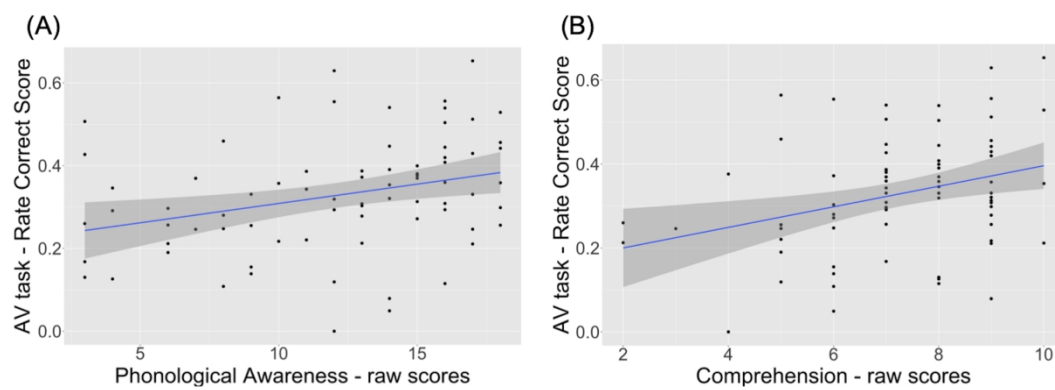 (A)
AV task - Rate Correct Score
0.6
0.4
0.2
0.0
5
10
15
Phonological Awareness - raw scores
(B)
AV task - Rate Correct Score
0.6
0.4
0.2
0.0
2
4
6
8
10
Comprehension - raw scores